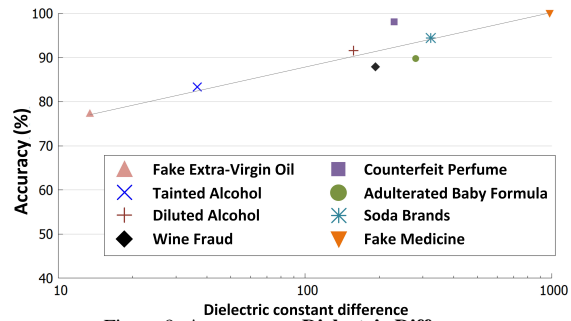 100
90
80
70
60
50
40
Accuracy (%)
Fake Extra-Virgin Oil
Tainted Alcohol
Diluted Alcohol
Wine Fraud
Counterfeit Perfume
Adulterated Baby Formula
Soda Brands
Fake Medicine
10
100
1000
Dielectric constant difference